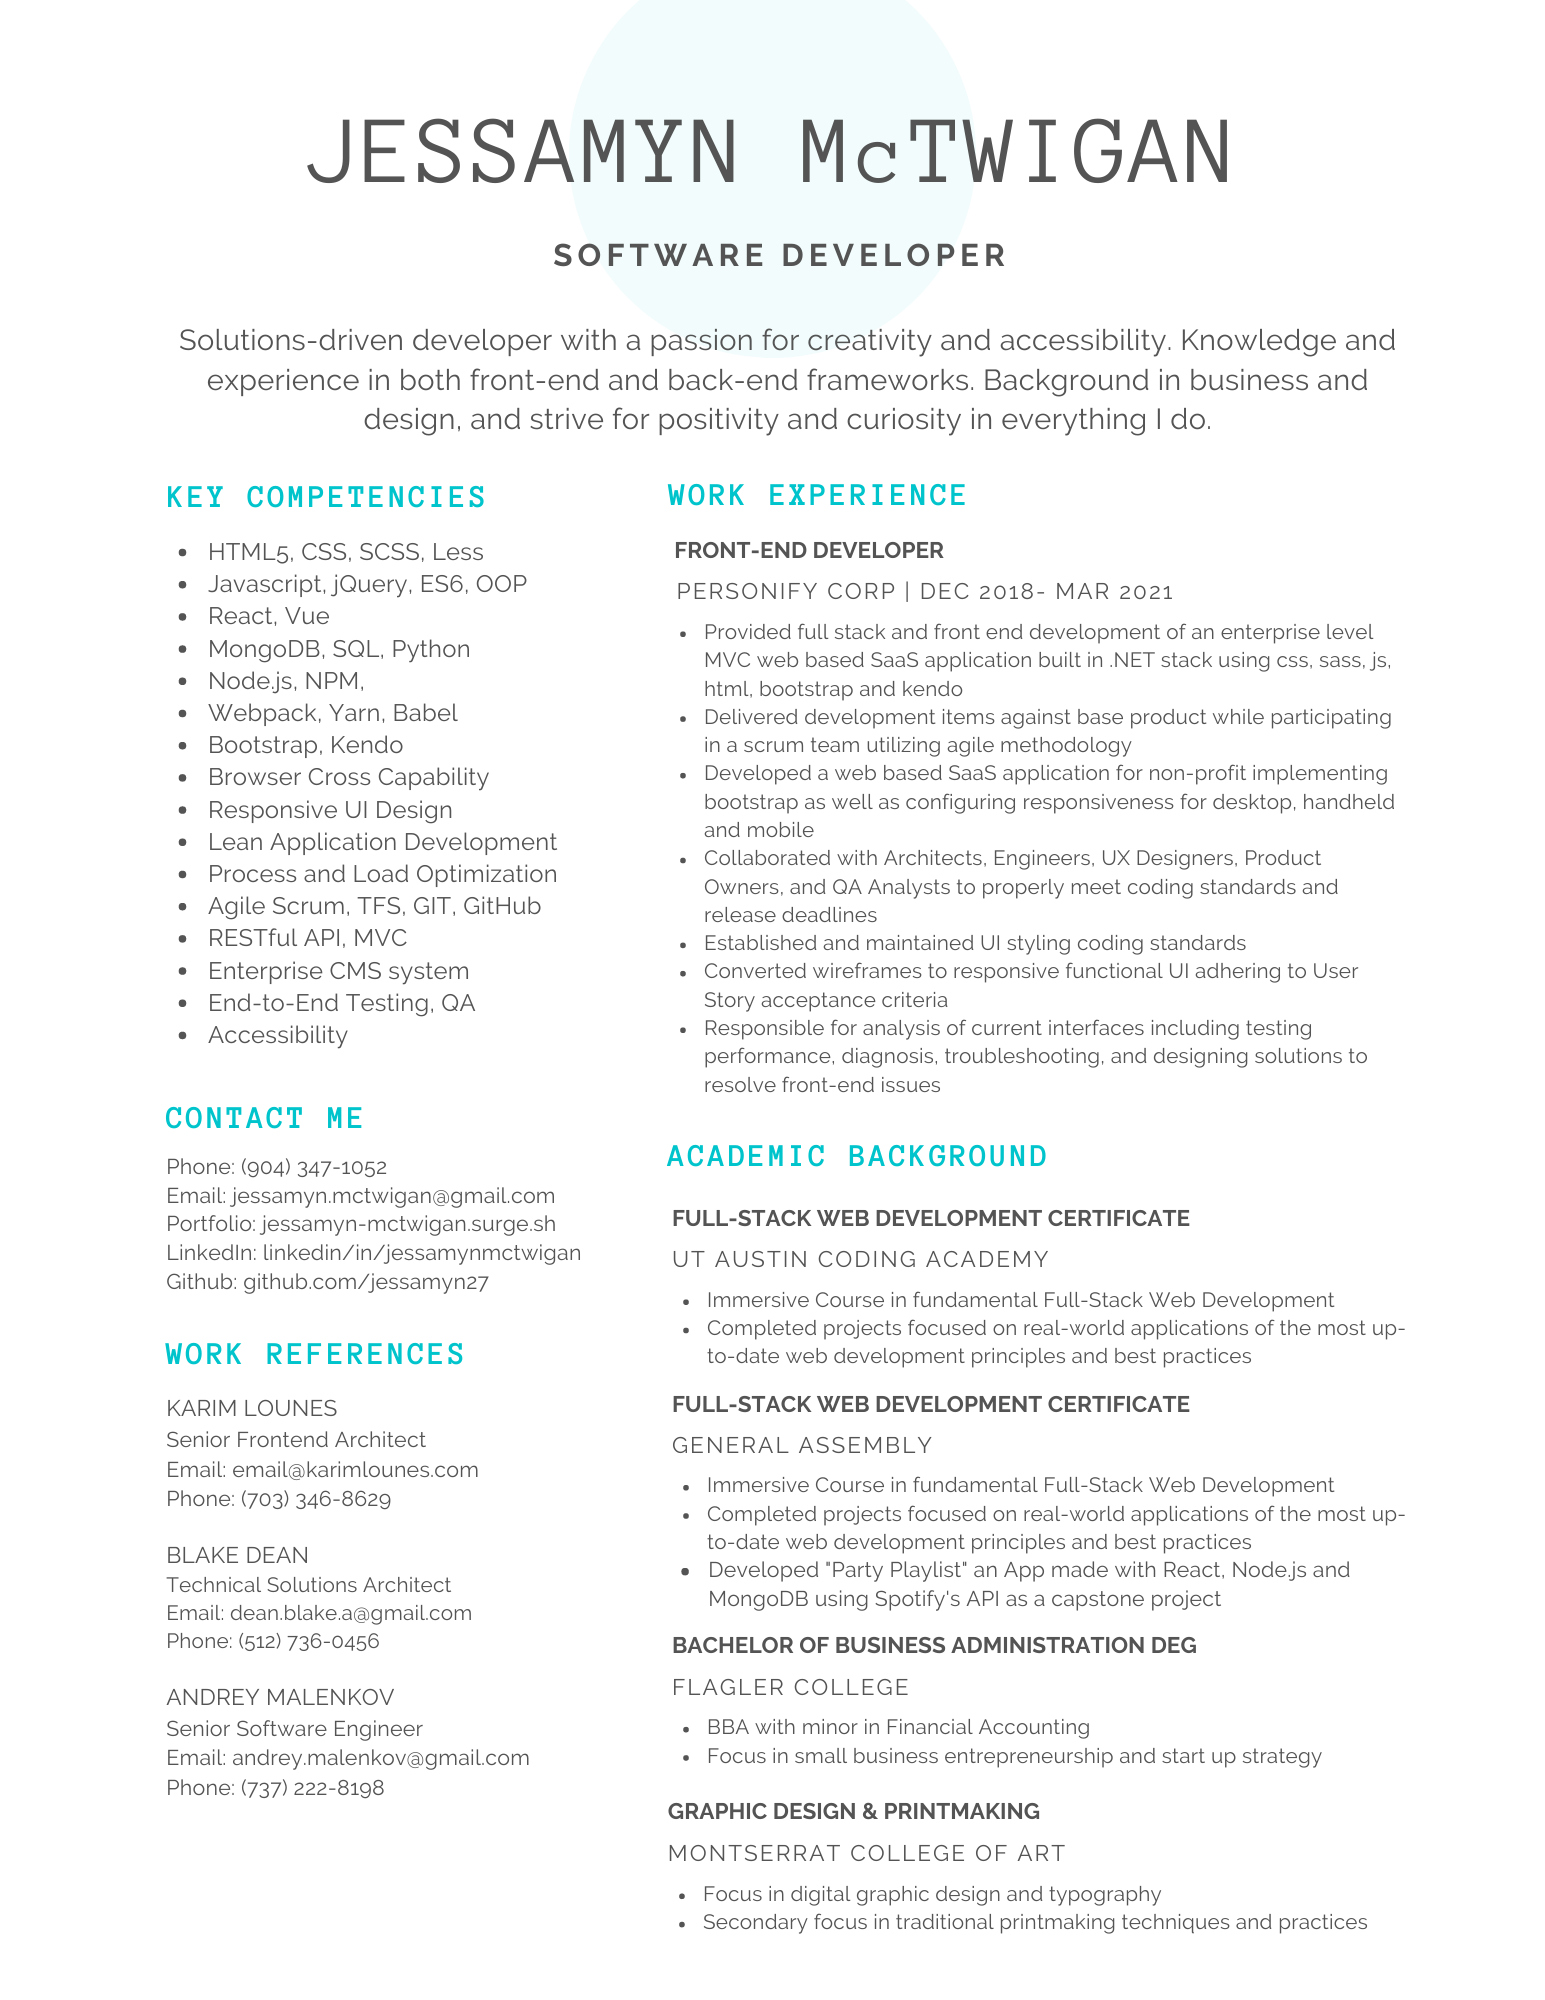 JESSAMYN McTWIGAN
SOFTWARE DEVELOPER
Solutions-driven developer with a passion for creativity and accessibility. Knowledge and
experience in both front-end and back-end frameworks. Background in business and
design, and strive for positivity and curiosity in everything I do.
KEY COMPETENCIES
• HTML5, CSS, SCSS, Less
• Javascript, jQuery, ES6, OOP
• React, Vue
• MongoDB, SQL, Python
• Node.js, NPM,
• Webpack, Yarn, Babel
• Bootstrap, Kendo
• Browser Cross Capability
• Responsive UI Design
• Lean Application Development
• Process and Load Optimization
• Agile Scrum, TFS, GIT, GitHub
• RESTful API, MVC
• Enterprise CMS system
• End-to-End Testing, QA
• Accessibility
CONTACT ME
Phone: (904) 347-1052
Email: jessamyn.mctwigan@gmail.com
Portfolio: jessamyn-mctwigan.surge.sh
LinkedIn: linkedin/in/jessamynmctwigan
Github: github.com/jessamyn27
WORK REFERENCES
KARIM LOUNES
Senior Frontend Architect
Email: email@karimlounes.com
Phone: (703) 346-8629
BLAKE DEAN
Technical Solutions Architect
Email: dean.blake.a@gmail.com
Phone: (512) 736-0456
ANDREY MALENKOV
Senior Software Engineer
Email: andrey.malenkov@gmail.com
Phone: (737) 222-8198
WORK EXPERIENCE
FRONT-END DEVELOPER
PERSONIFY CORP | DEC 2018- MAR 2021
• Provided full stack and front end development of an enterprise level
MVC web based SaaS application built in .NET stack using css, sass, js,
html, bootstrap and kendo
• Delivered development items against base product while participating
in a scrum team utilizing agile methodology
• Developed a web based SaaS application for non-profit implementing
bootstrap as well as configuring responsiveness for desktop, handheld
and mobile
• Collaborated with Architects, Engineers, UX Designers, Product
Owners, and QA Analysts to properly meet coding standards and
release deadlines
• Established and maintained UI styling coding standards
• Converted wireframes to responsive functional UI adhering to User
Story acceptance criteria
• Responsible for analysis of current interfaces including testing
performance, diagnosis, troubleshooting, and designing solutions to
resolve front-end issues
ACADEMIC BACKGROUND
FULL-STACK WEB DEVELOPMENT CERTIFICATE
UT AUSTIN CODING ACADEMY
• Immersive Course in fundamental Full-Stack Web Development
• Completed projects focused on real-world applications of the most up-
to-date web development principles and best practices
FULL-STACK WEB DEVELOPMENT CERTIFICATE
GENERAL ASSEMBLY
• Immersive Course in fundamental Full-Stack Web Development
• Completed projects focused on real-world applications of the most up-
to-date web development principles and best practices
• Developed "Party Playlist" an App made with React, Node.js and
MongoDB using Spotify's API as a capstone project
BACHELOR OF BUSINESS ADMINISTRATION DEG
FLAGLER COLLEGE
• BBA with minor in Financial Accounting
• Focus in small business entrepreneurship and start up strategy
GRAPHIC DESIGN & PRINTMAKING
MONTSERRAT COLLEGE OF ART
• Focus in digital graphic design and typography
• Secondary focus in traditional printmaking techniques and practices